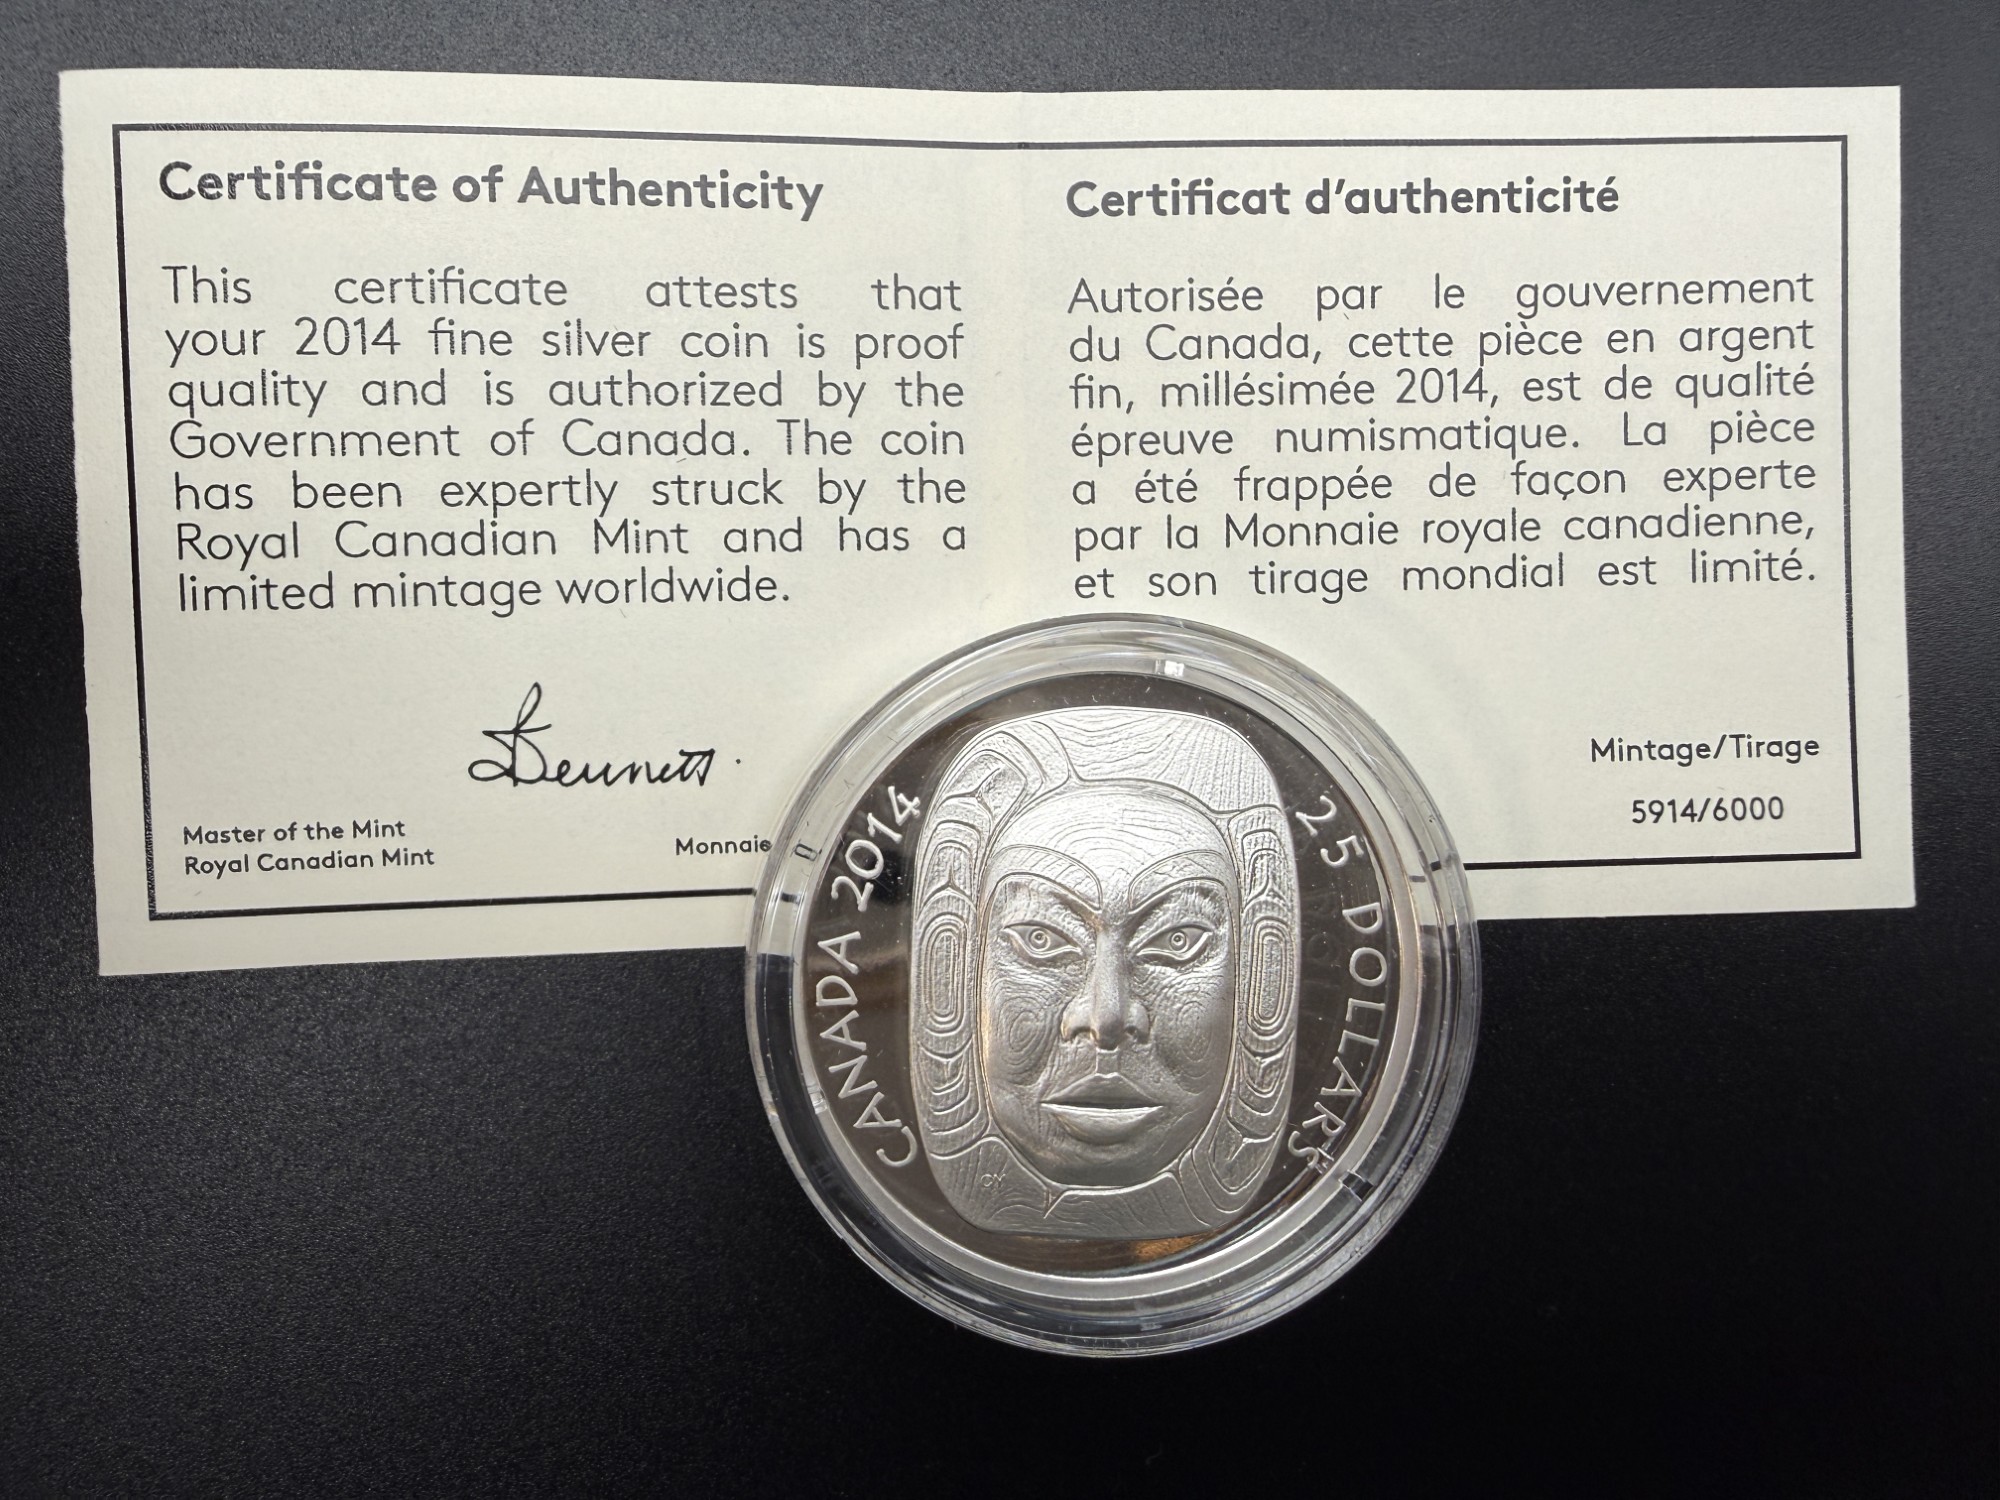 Certificate of Authenticity
This certificate attests that
your 2014 fine silver coin is proof
quality and is authorized by the
Government of Canada. The coin
has been expertly struck by the
Royal Canadian Mint and has a
limited mintage worldwide.
Bennett
Master of the Mint
Royal Canadian Mint
Monnaie
Certificat d'authenticité
Autorisée par le gouvernement
du Canada, cette pièce en argent
fin, millésimée 2014, est de qualité
épreuve numismatique. La pièce
a été frappée de façon experte
par la Monnaie royale canadienne,
et son tirage mondial est limité.
Mintage/Tirage
5914/6000
CANADA 2014
25 DOLLARS